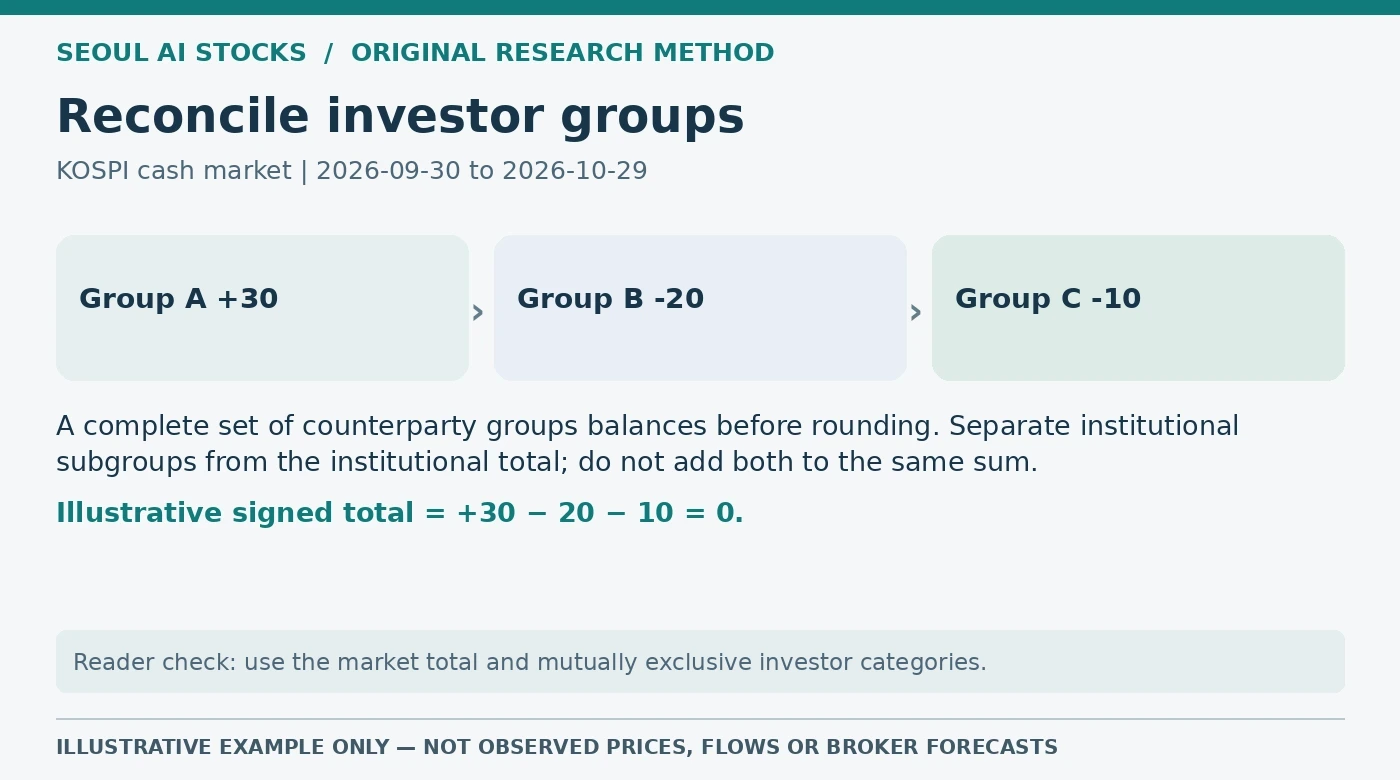 SEOUL AI STOCKS / ORIGINAL RESEARCH METHOD
Reconcile investor groups
KOSPI cash market | 2026-09-30 to 2026-10-29
Group A +30
›
Group B -20
›
Group C -10
A complete set of counterparty groups balances before rounding. Separate institutional
subgroups from the institutional total; do not add both to the same sum.
Illustrative signed total = +30 − 20 − 10 = 0.
Reader check: use the market total and mutually exclusive investor categories.
ILLUSTRATIVE EXAMPLE ONLY — NOT OBSERVED PRICES, FLOWS OR BROKER FORECASTS